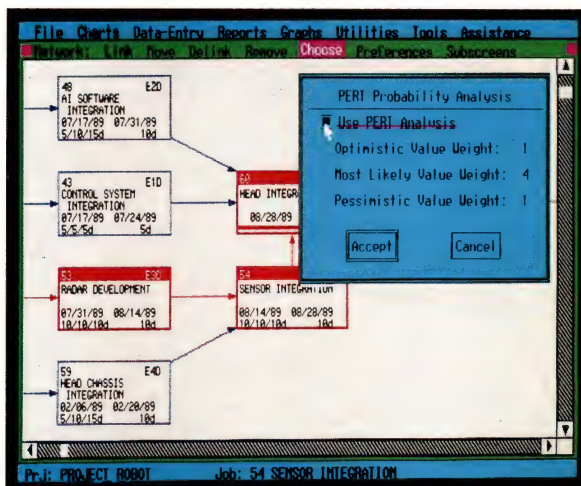 File Charts Data-Entry Reports Graphs Utilities Tools Assistance
Network: Link Move DeLink Remove Choose Preferences Subscreens
48 E2D
AI SOFTWARE
INTEGRATION
07/17/89 07/31/89
5/10/15d 10d
43 E1D
CONTROL SYSTEM
INTEGRATION
07/17/89 07/24/89
5/5/5d 5d
60
HEAD INTEGR
08/28/89
53 E3D
RADAR DEVELOPMENT
07/31/89 08/14/89
10/10/10d 10d
54
SENSOR INTEGRATION
08/14/89 08/28/89
10/10/10d 10d
59 E4D
HEAD CHASSIS
INTEGRATION
02/06/89 02/20/89
5/10/15d 10d
PERT Probability Analysis
Use PERT Analysis
Optimistic Value Weight: 1
Most Likely Value Weight: 4
Pessimistic Value Weight: 1
Accept Cancel
Prj: PROJECT ROBOT Job: 54 SENSOR INTEGRATION